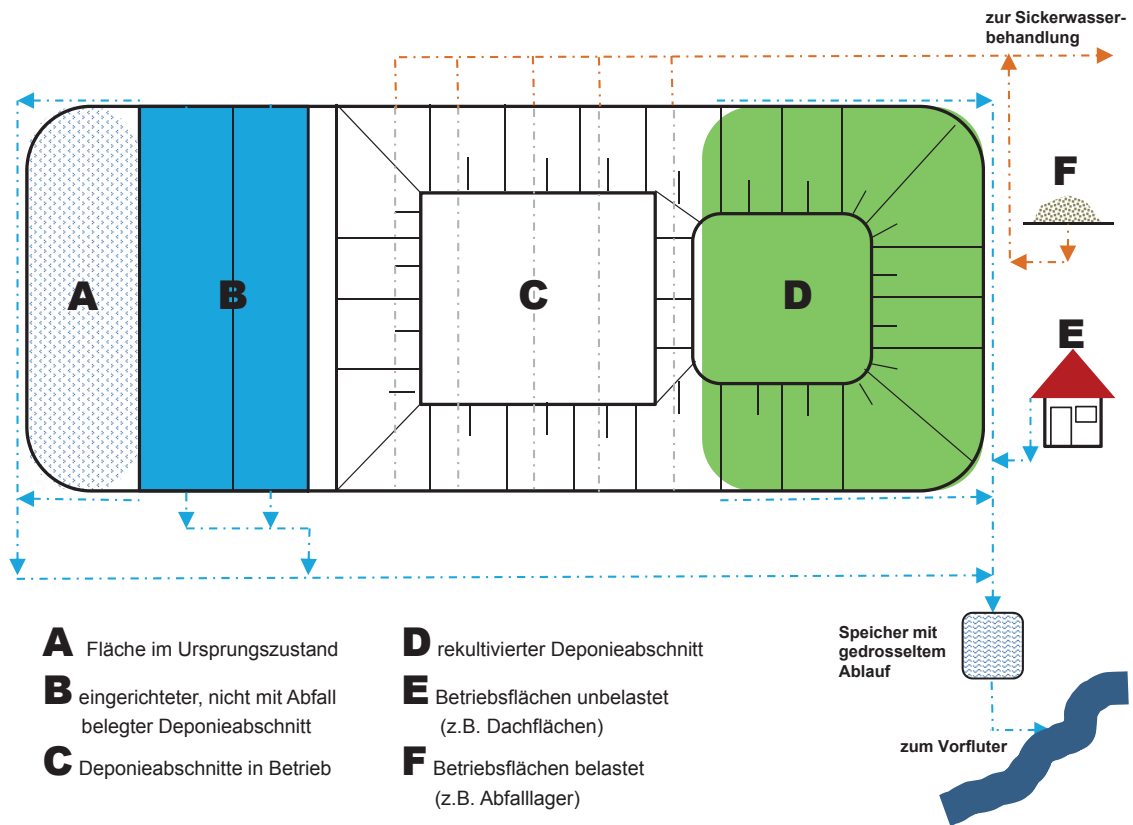 zur Sickerwasser-
behandlung
F
A
B
C
D
E
A Fläche im Ursprungszustand
B eingerichteter, nicht mit Abfall
belegter Deponieabschnitt
C Deponieabschnitte in Betrieb
D rekultivierter Deponieabschnitt
E Betriebsflächen unbelastet
(z.B. Dachflächen)
F Betriebsflächen belastet
(z.B. Abfalllager)
Speicher mit
gedrosseltem
Ablauf
zum Vorfluter